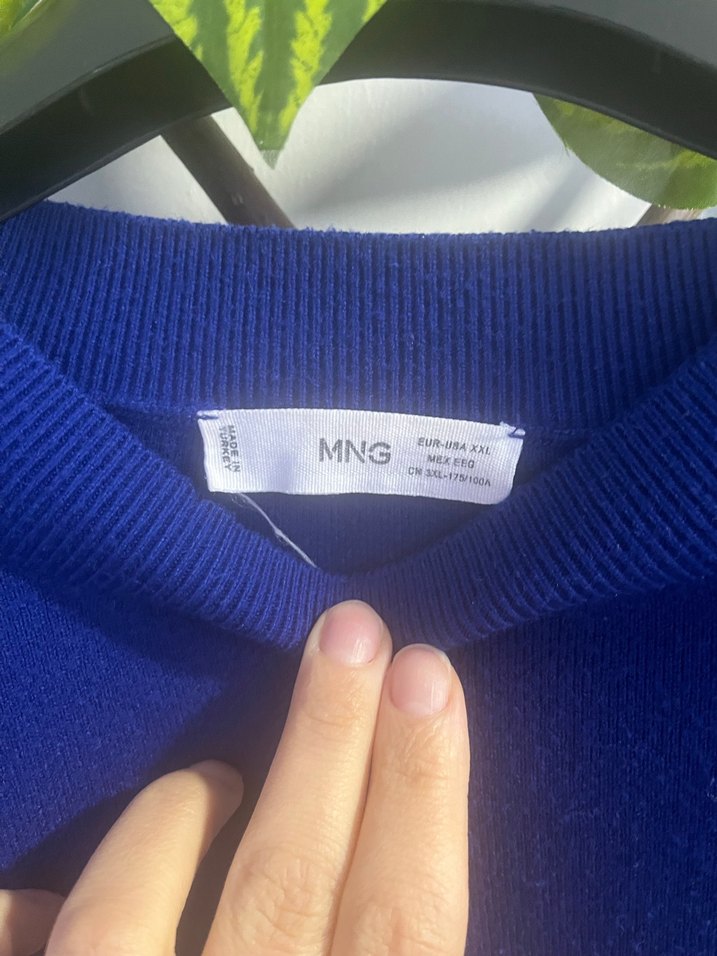 MADE IN
TURKEY
MNG
EUR-USA XXL
MEX EEG
CN 3XL-175/100A